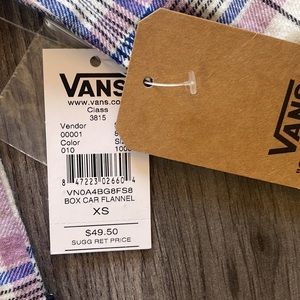 VANS
www.vans.co
Class
3815
Vendor
00001
Color
010
8 47223 02660 4
VN0A4BG8FS8
BOX CAR FLANNEL
XS
$49.50
SUGG RET PRICE